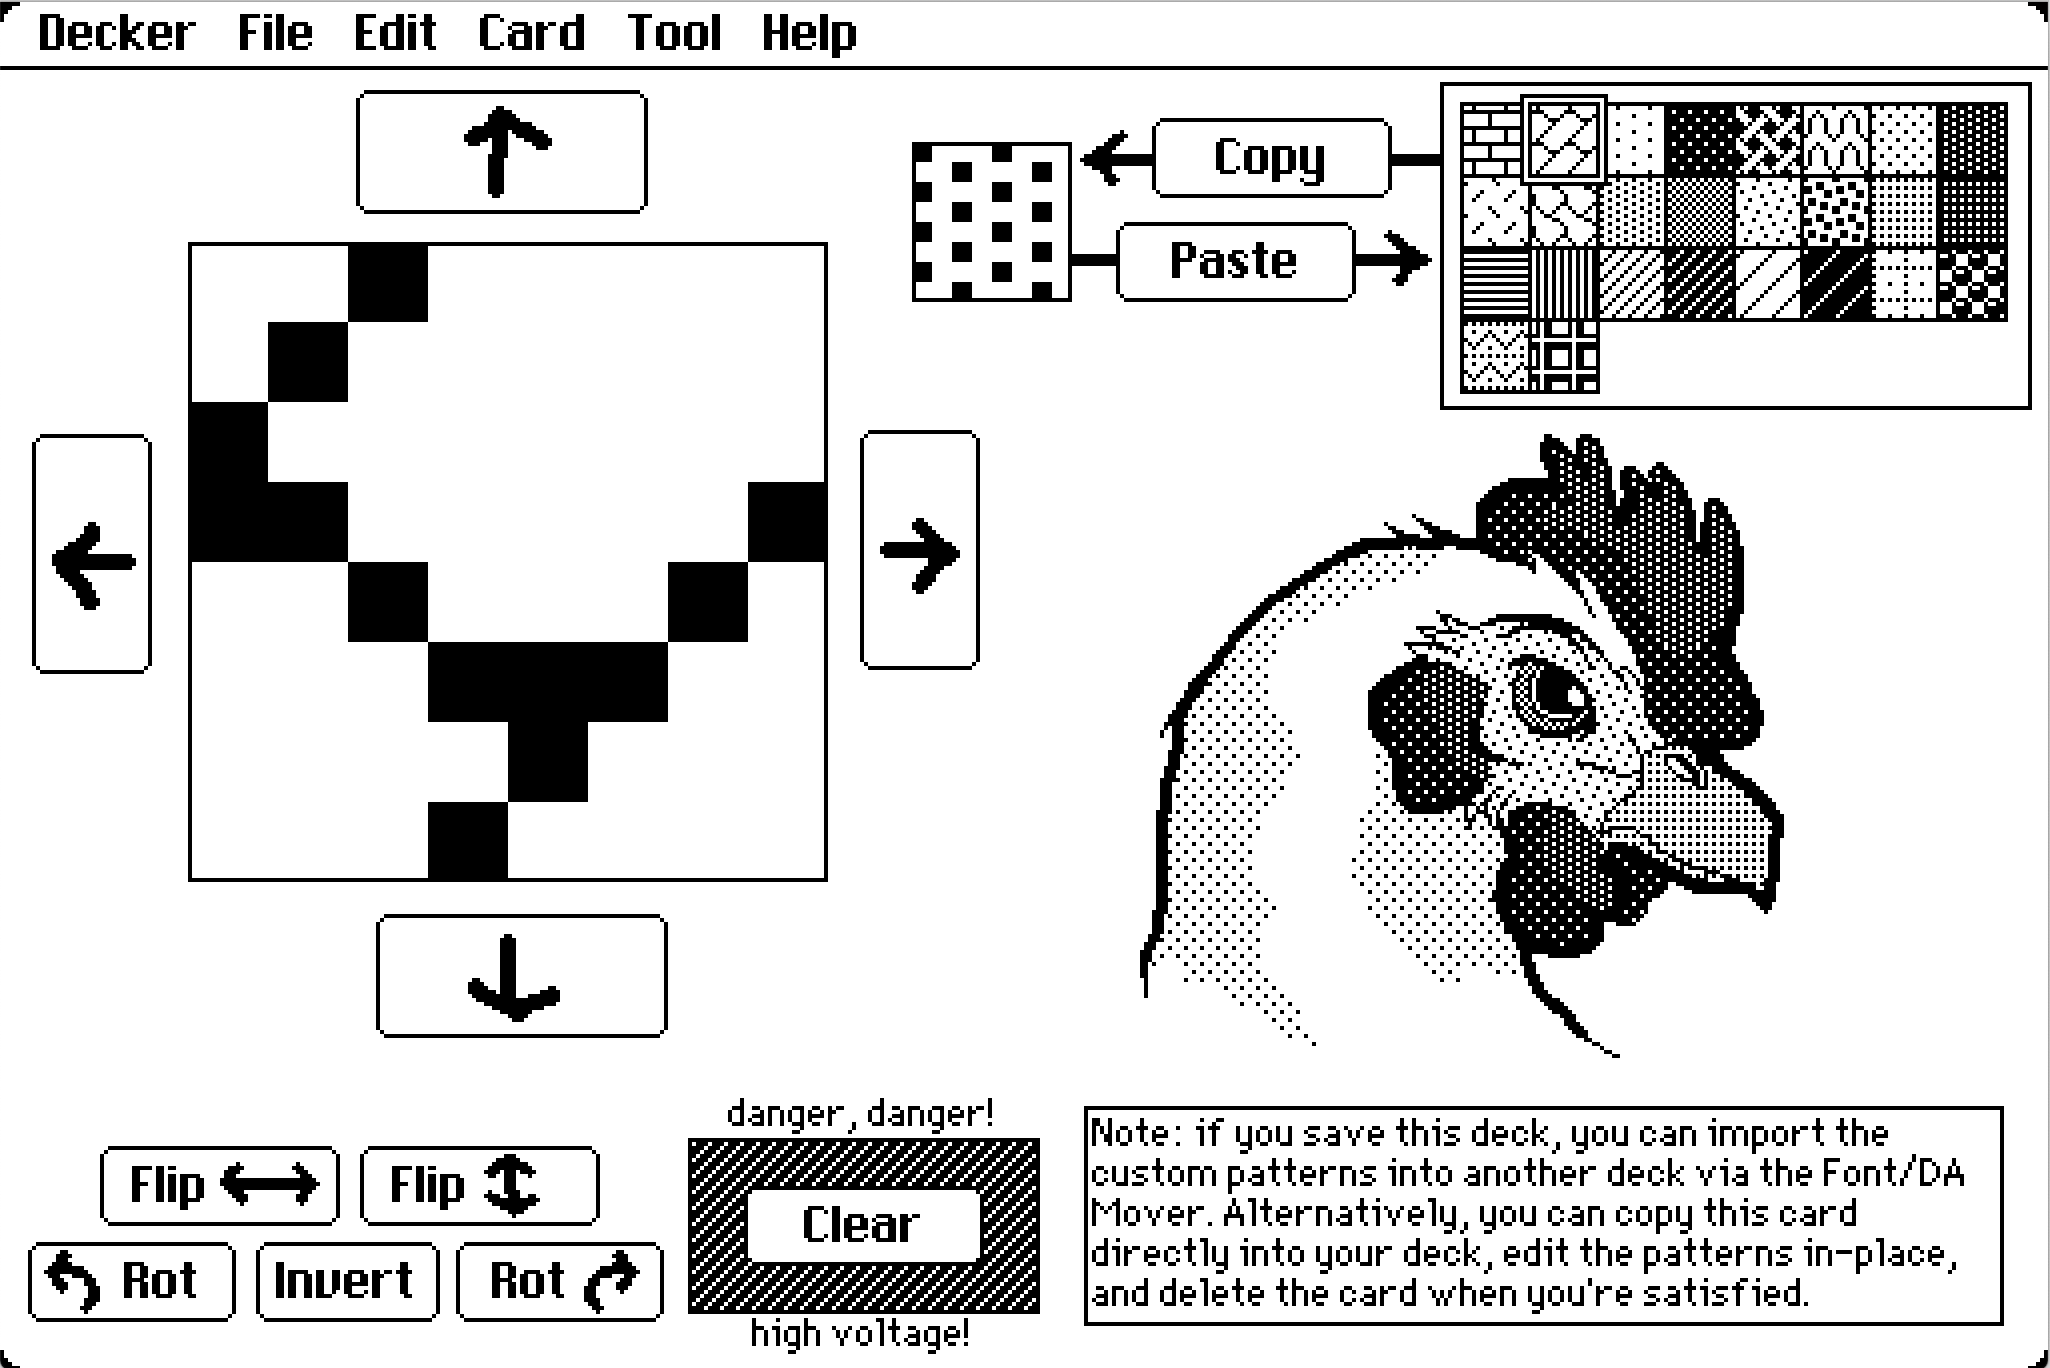 Decker File Edit Card Tool Help
Copy
Paste
danger, danger!
Flip Flip
Clear
Rot Invert Rot
high voltage!
Note: if you save this deck, you can import the
custom patterns into another deck via the Font/DA
Mover. Alternatively, you can copy this card
directly into your deck, edit the patterns in-place,
and delete the card when you're satisfied.